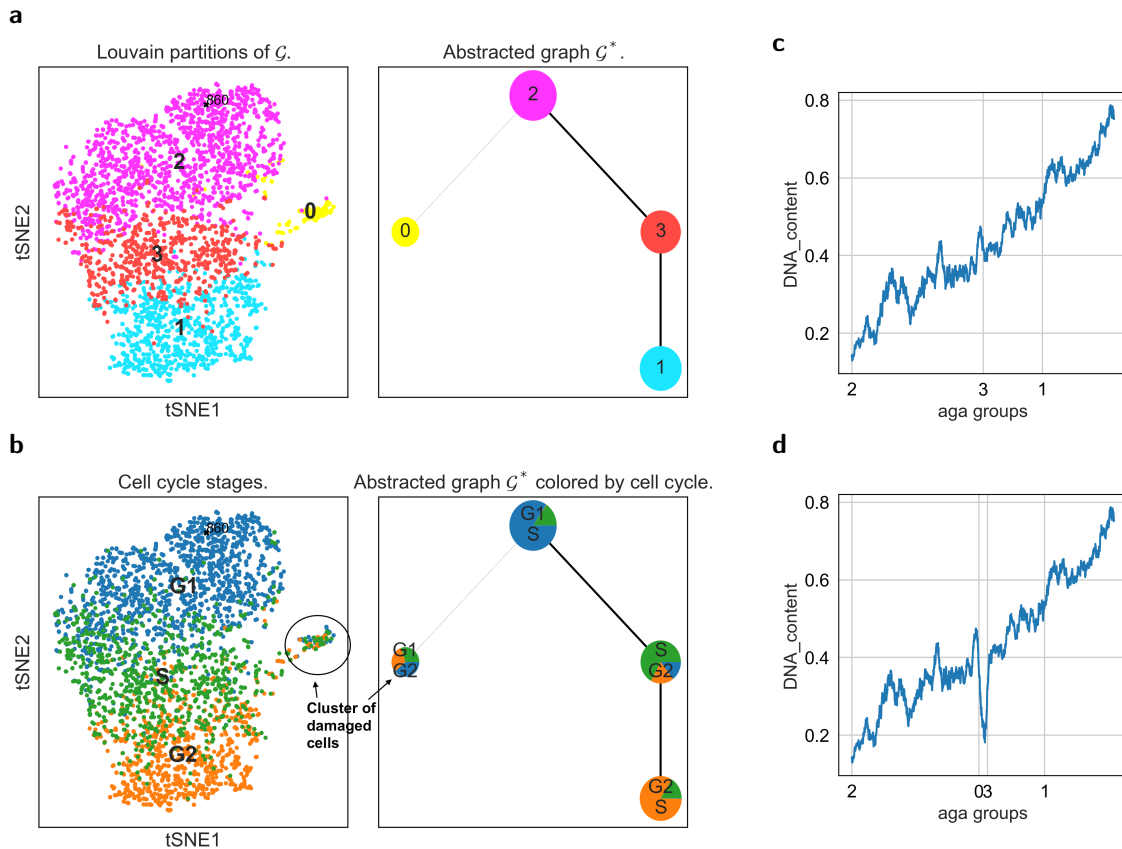 a
Louvain partitions of 𝒢.
Abstracted graph 𝒢*.
860
2
0
3
1
tSNE2
tSNE1
2
0
3
1
c
0.8
0.6
0.4
0.2
DNA_content
2 3 1
aga groups
b
Cell cycle stages.
Abstracted graph 𝒢* colored by cell cycle.
860
G1
S
G2
tSNE2
tSNE1
Cluster of
damaged
cells
G1
S
G1
G2
S
G2
G2
S
d
0.8
0.6
0.4
0.2
DNA_content
2 03 1
aga groups